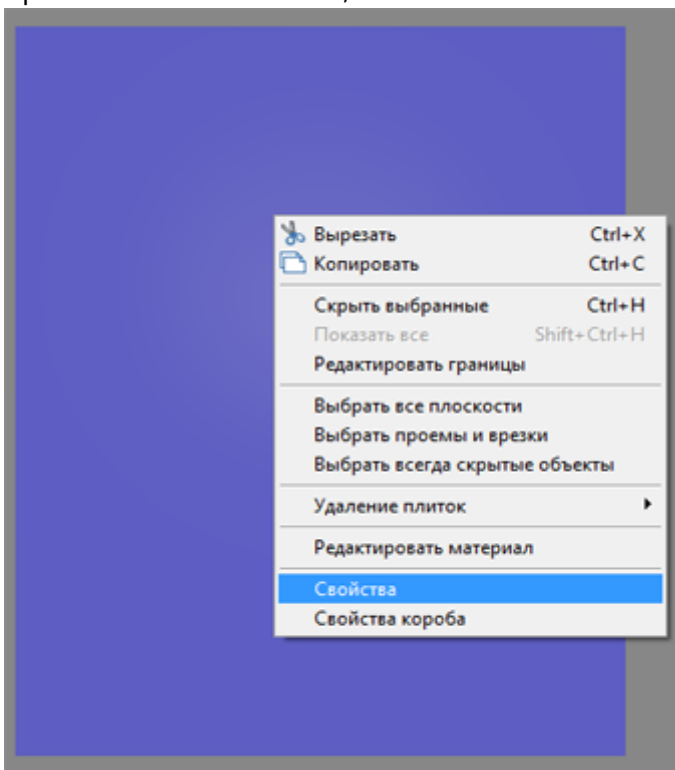 Вырезать Ctrl+X
Копировать Ctrl+C
Скрыть выбранные Ctrl+H
Показать все Shift+Ctrl+H
Редактировать границы
Выбрать все плоскости
Выбрать проемы и врезки
Выбрать всегда скрытые объекты
Удаление плиток
Редактировать материал
Свойства
Свойства короба